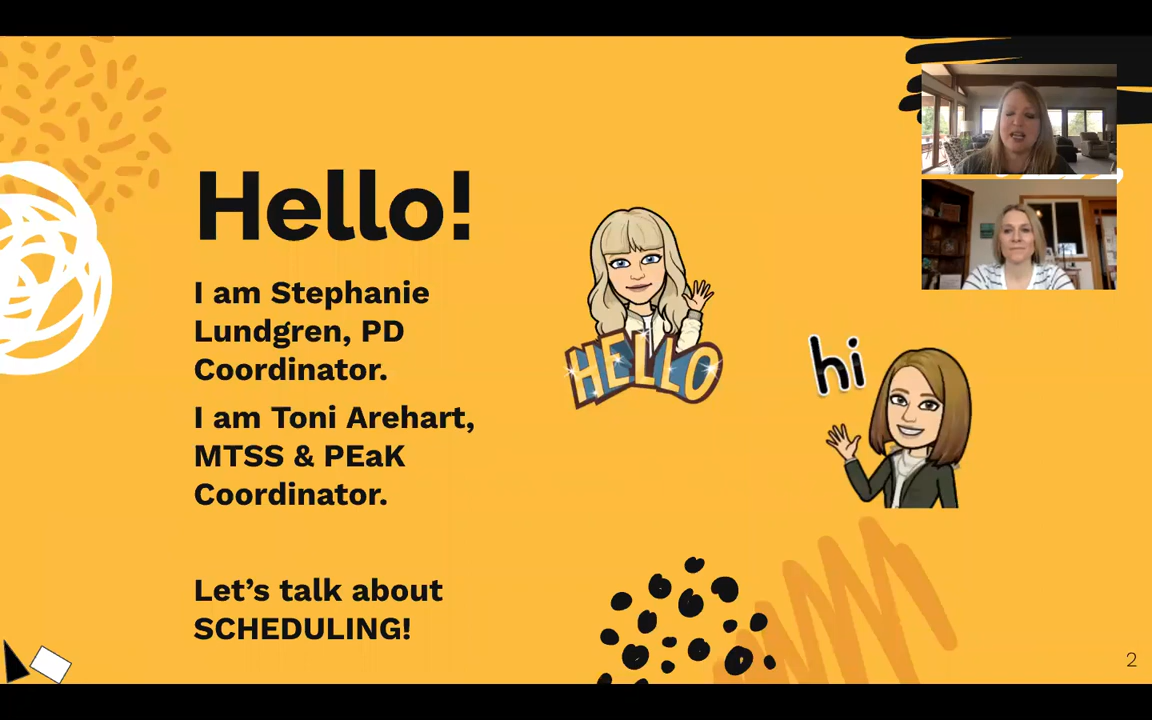 Hello!
I am Stephanie
Lundgren, PD
Coordinator.
I am Toni Arehart,
MTSS & PEaK
Coordinator.
Let’s talk about
SCHEDULING!
HELLO
hi
2